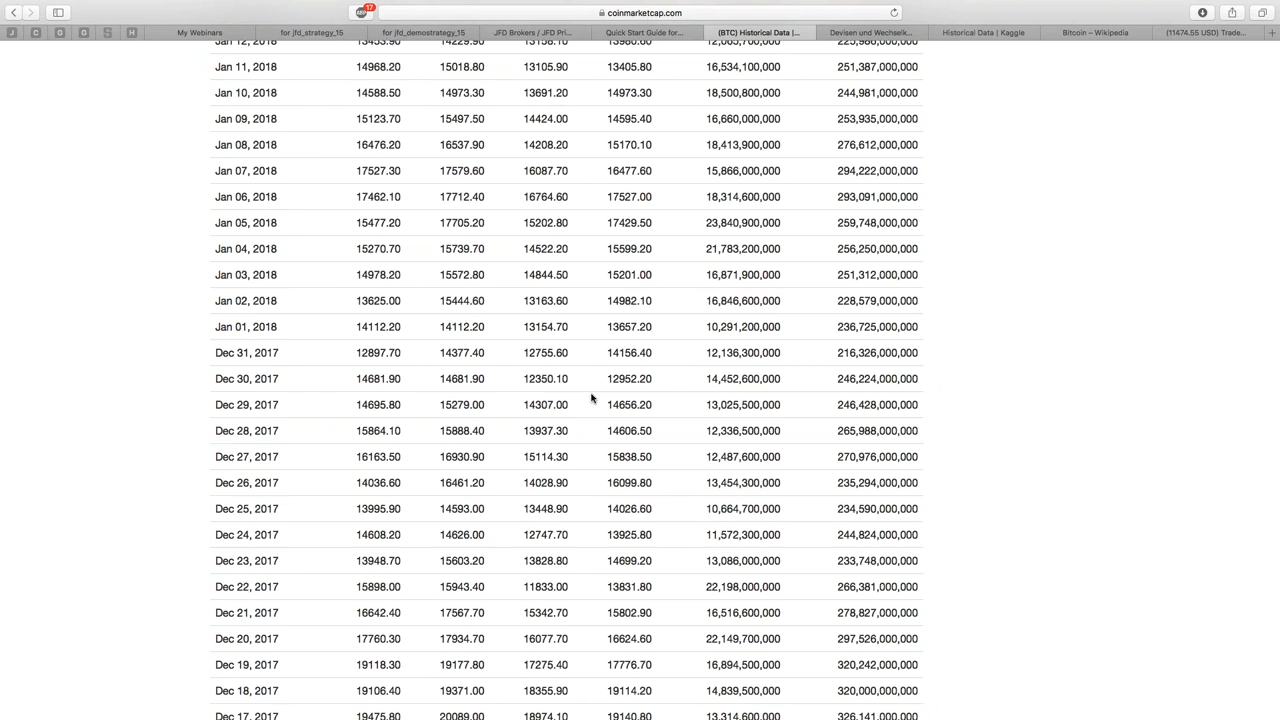 17
coinmarketcap.com
J C G G S H My Webinars for jfd_strategy_15 for jfd_demostrategy_15 JFD Brokers / JFD Pri... Quick Start Guide for... (BTC) Historical Data |... Devisen und Wechselk... Historical Data | Kaggle Bitcoin – Wikipedia (11474.55 USD) Trade...
Jan 12, 2018 13453.90 14229.90 13158.10 13980.60 12,065,700,000 225,980,000,000
Jan 11, 2018 14968.20 15018.80 13105.90 13405.80 16,534,100,000 251,387,000,000
Jan 10, 2018 14588.50 14973.30 13691.20 14973.30 18,500,800,000 244,981,000,000
Jan 09, 2018 15123.70 15497.50 14424.00 14595.40 16,660,000,000 253,935,000,000
Jan 08, 2018 16476.20 16537.90 14208.20 15170.10 18,413,900,000 276,612,000,000
Jan 07, 2018 17527.30 17579.60 16087.70 16477.60 15,866,000,000 294,222,000,000
Jan 06, 2018 17462.10 17712.40 16764.60 17527.00 18,314,600,000 293,091,000,000
Jan 05, 2018 15477.20 17705.20 15202.80 17429.50 23,840,900,000 259,748,000,000
Jan 04, 2018 15270.70 15739.70 14522.20 15599.20 21,783,200,000 256,250,000,000
Jan 03, 2018 14978.20 15572.80 14844.50 15201.00 16,871,900,000 251,312,000,000
Jan 02, 2018 13625.00 15444.60 13163.60 14982.10 16,846,600,000 228,579,000,000
Jan 01, 2018 14112.20 14112.20 13154.70 13657.20 10,291,200,000 236,725,000,000
Dec 31, 2017 12897.70 14377.40 12755.60 14156.40 12,136,300,000 216,326,000,000
Dec 30, 2017 14681.90 14681.90 12350.10 12952.20 14,452,600,000 246,224,000,000
Dec 29, 2017 14695.80 15279.00 14307.00 14656.20 13,025,500,000 246,428,000,000
Dec 28, 2017 15864.10 15888.40 13937.30 14606.50 12,336,500,000 265,988,000,000
Dec 27, 2017 16163.50 16930.90 15114.30 15838.50 12,487,600,000 270,976,000,000
Dec 26, 2017 14036.60 16461.20 14028.90 16099.80 13,454,300,000 235,294,000,000
Dec 25, 2017 13995.90 14593.00 13448.90 14026.60 10,664,700,000 234,590,000,000
Dec 24, 2017 14608.20 14626.00 12747.70 13925.80 11,572,300,000 244,824,000,000
Dec 23, 2017 13948.70 15603.20 13828.80 14699.20 13,086,000,000 233,748,000,000
Dec 22, 2017 15898.00 15943.40 11833.00 13831.80 22,198,000,000 266,381,000,000
Dec 21, 2017 16642.40 17567.70 15342.70 15802.90 16,516,600,000 278,827,000,000
Dec 20, 2017 17760.30 17934.70 16077.70 16624.60 22,149,700,000 297,526,000,000
Dec 19, 2017 19118.30 19177.80 17275.40 17776.70 16,894,500,000 320,242,000,000
Dec 18, 2017 19106.40 19371.00 18355.90 19114.20 14,839,500,000 320,000,000,000
Dec 17, 2017 19475.80 20089.00 18974.10 19140.80 13,314,600,000 326,141,000,000